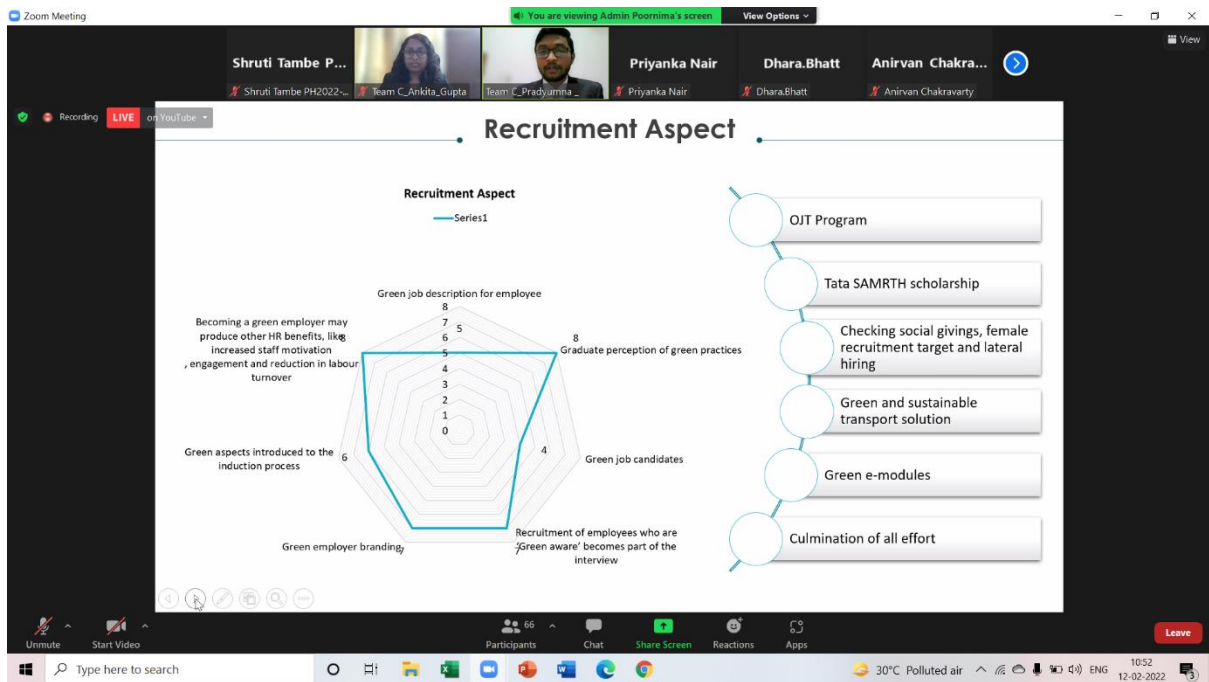 Zoom Meeting
You are viewing Admin Poornima's screen
View Options
View
Shruti Tambe P...
Priyanka Nair
Dhara.Bhatt
Anirvan Chakra...
Shruti Tambe PH2022-...
Team C_Ankita_Gupta
Team C_Pradyumna _
Priyanka Nair
Dhara.Bhatt
Anirvan Chakravarty
Recording
LIVE
on YouTube
Recruitment Aspect
Recruitment Aspect
Series1
Green job description for employee
8
7
6
5
4
3
2
1
0
5
8
Graduate perception of green practices
4
Green job candidates
Recruitment of employees who are
'Green aware' becomes part of the
interview
7
Green employer branding
7
Green aspects introduced to the
induction process
6
Becoming a green employer may
produce other HR benefits, like
increased staff motivation
, engagement and reduction in labour
turnover
8
OJT Program
Tata SAMRTH scholarship
Checking social givings, female
recruitment target and lateral
hiring
Green and sustainable
transport solution
Green e-modules
Culmination of all effort
Unmute
Start Video
Participants
66
Chat
Share Screen
Reactions
Apps
Leave
Type here to search
30°C Polluted air
ENG
10:52
12-02-2022
3